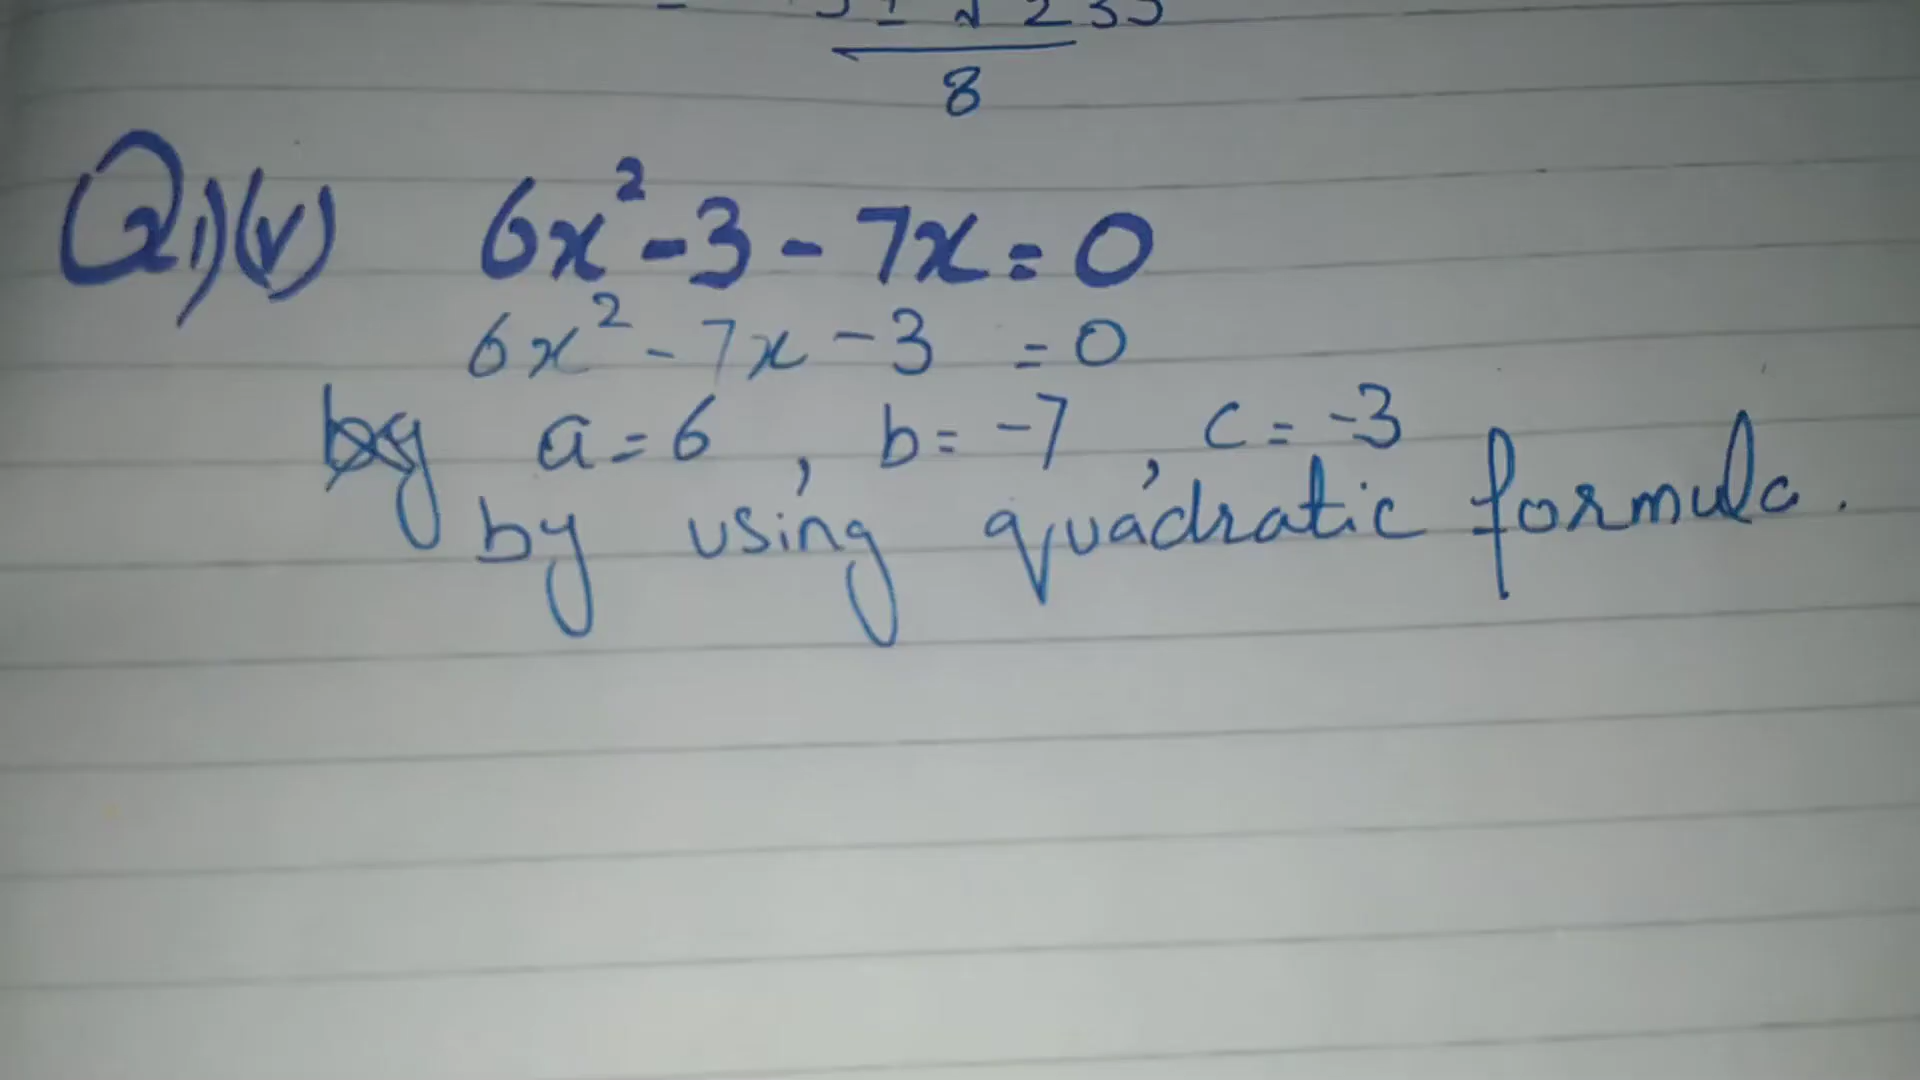 8
Q1)(v) 6x² - 3 - 7x = 0
6x² - 7x - 3 = 0
a = 6 , b = -7 , c = -3
by using quadratic formula.